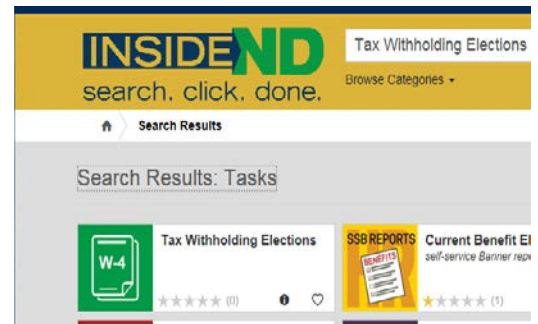 INSIDEND
search. click. done.
Tax Withholding Elections
Browse Categories
Search Results
Search Results: Tasks
W-4
Tax Withholding Elections
(0)
SSB REPORTS
BENEFITS
Current Benefit El
self-service Banner repo
(1)